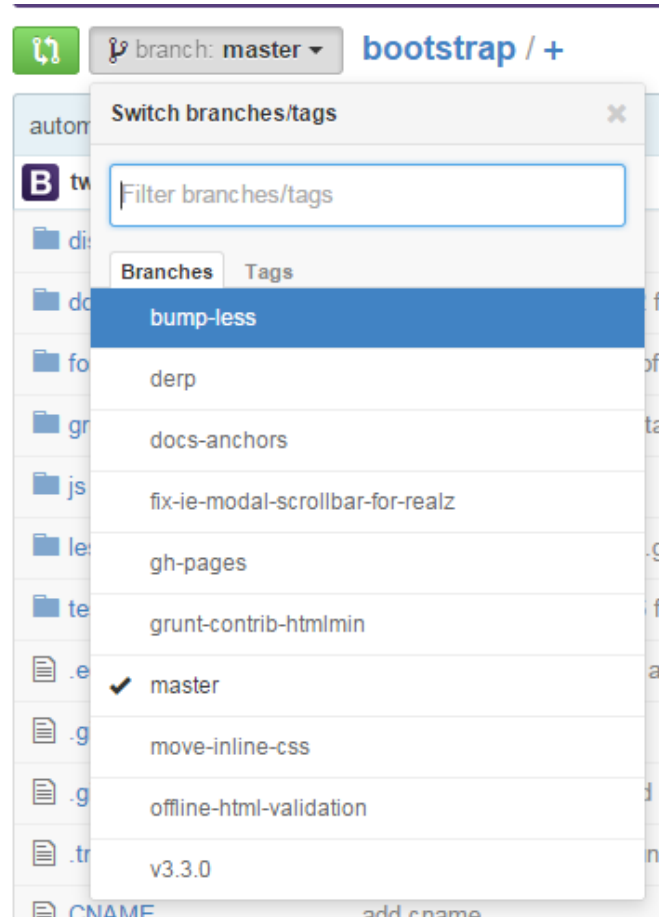 branch: master
bootstrap / +
Switch branches/tags
Filter branches/tags
Branches Tags
bump-less
derp
docs-anchors
fix-ie-modal-scrollbar-for-realz
gh-pages
grunt-contrib-htmlmin
master
move-inline-css
offline-html-validation
v3.3.0
B
js
CNAME add cname